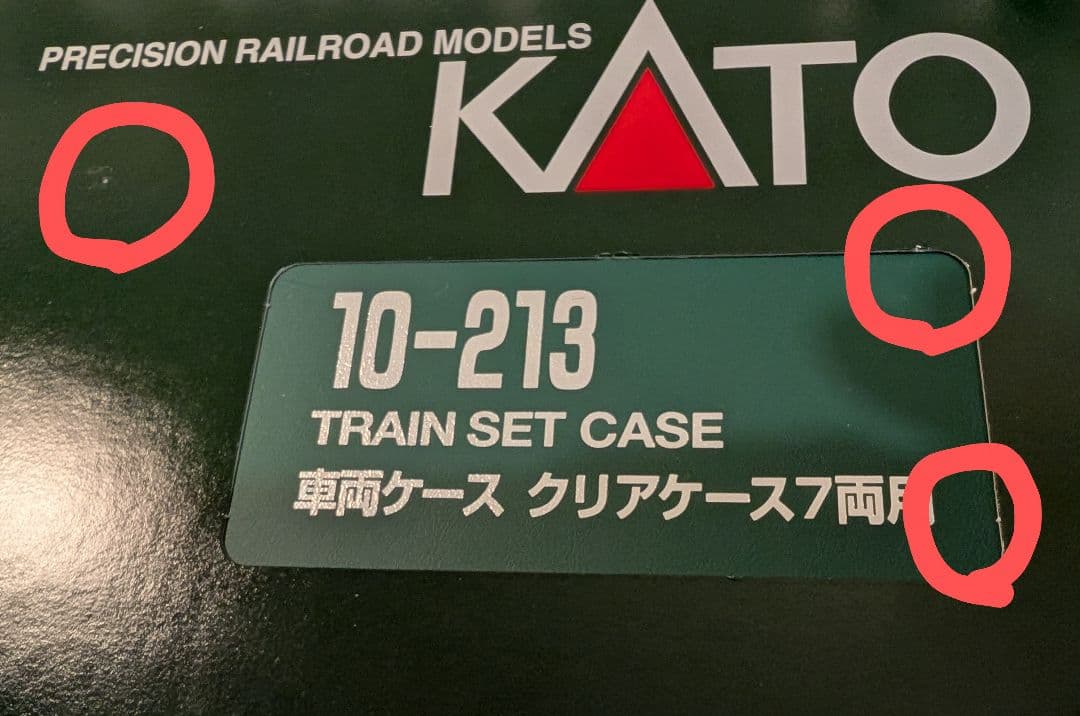 PRECISION RAILROAD MODELS
KATO
10-213
TRAIN SET CASE
車両ケース クリアケース7両用